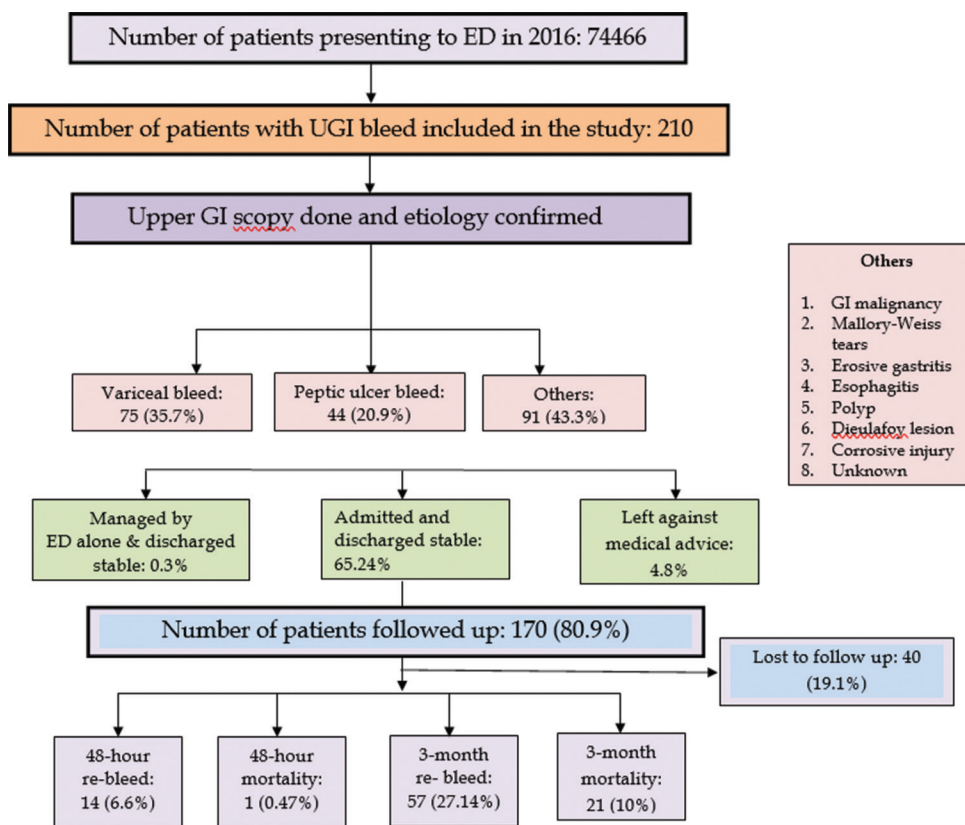 Number of patients presenting to ED in 2016: 74466
Number of patients with UGI bleed included in the study: 210
Upper GI scopy done and etiology confirmed
Others
1. GI malignancy
2. Mallory-Weiss
tears
3. Erosive gastritis
4. Esophagitis
5. Polyp
6. Dieulafoy lesion
7. Corrosive injury
8. Unknown
Variceal bleed:
75 (35.7%)
Peptic ulcer bleed:
44 (20.9%)
Others:
91 (43.3%)
Managed by
ED alone & discharged
stable: 0.3%
Admitted and
discharged stable:
65.24%
Left against
medical advice:
4.8%
Number of patients followed up: 170 (80.9%)
Lost to follow up: 40
(19.1%)
48-hour
re-bleed:
14 (6.6%)
48-hour
mortality:
1 (0.47%)
3-month
re- bleed:
57 (27.14%)
3-month
mortality:
21 (10%)